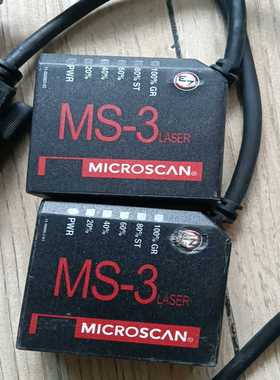 PWR
20%
40%
60%
80% ST
100% GR
EZ
MS-3 LASER
MICROSCAN®
PWR
20%
40%
60%
80% ST
100% GR
MS-3 LASER
MICROSCAN®